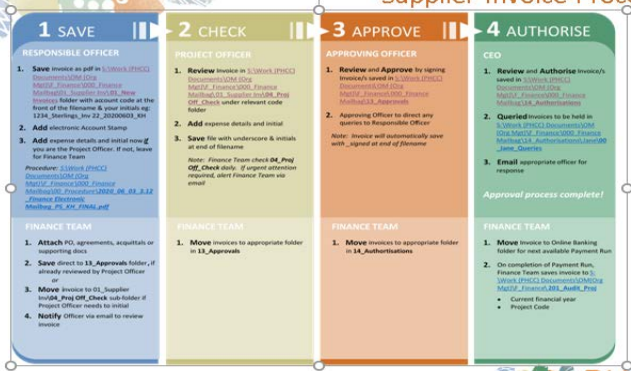 Supplier Invoice Proc
1 SAVE
RESPONSIBLE OFFICER
1. Save invoice as pdf in S:\Work (PHCC)
Documents\OM (Org
Mgt)\F_Finance\000_Finance
Mailbag\01_Supplier Inv\01_New
Invoices folder with account code at the
front of the filename & your initials eg:
1234_Sterlings_Inv 22_20200603_KH
2. Add electronic Account Stamp
3. Add expense details and initial now if
you are the Project Officer. If not, leave
for Finance Team
Procedure: S:\Work (PHCC)
Documents\OM (Org
Mgt)\F_Finance\000_Finance
Mailbag\00_Procedure\2020_06_03_3.12
_Finance Electronic
Mailbag_PS_KH_FINAL.pdf
FINANCE TEAM
1. Attach PO, agreements, acquittals or
supporting docs
2. Save direct to 13_Approvals folder, if
already reviewed by Project Officer
or
3. Move invoice to 01_Supplier
Inv\04_Proj Off_Check sub-folder if
Project Officer needs to initial
4. Notify Officer via email to review
invoice
2 CHECK
PROJECT OFFICER
1. Review invoice in S:\Work (PHCC)
Documents\OM (Org
Mgt)\F_Finance\000_Finance
Mailbag\01_Supplier Inv\04_Proj
Off_Check under relevant code
folder
2. Add expense details and initial
3. Save file with underscore & initials
at end of filename
Note: Finance Team check 04_Proj
Off_Check daily. If urgent attention
required, alert Finance Team via
email
FINANCE TEAM
1. Move invoices to appropriate folder
in 13_Approvals
3 APPROVE
APPROVING OFFICER
1. Review and Approve by signing
invoice/s saved in S:\Work (PHCC)
Documents\OM (Org
Mgt)\F_Finance\000_Finance
Mailbag\13_Approvals
2. Approving Officer to direct any
queries to Responsible Officer
Note: Invoice will automatically save
with _signed at end of filename
FINANCE TEAM
1. Move invoices to appropriate folder
in 14_Authorisations
4 AUTHORISE
CEO
1. Review and Authorise invoice/s
saved in S:\Work (PHCC)
Documents\OM (Org
Mgt)\F_Finance\000_Finance
Mailbag\14_Authorisations
2. Queried invoices to be held in
S:\Work (PHCC) Documents\OM
(Org Mgt)\F_Finance\000_Finance
Mailbag\14_Authorisations\Jane\00
_Jane_Queries
3. Email appropriate officer for
response
Approval process complete!
FINANCE TEAM
1. Move invoice to Online Banking
folder for next available Payment Run
2. On completion of Payment Run,
Finance Team saves invoice to S:
\Work (PHCC) Documents\OM(Org
Mgt)\F_Finance\201_Audit_Proj
• Current financial year
• Project Code